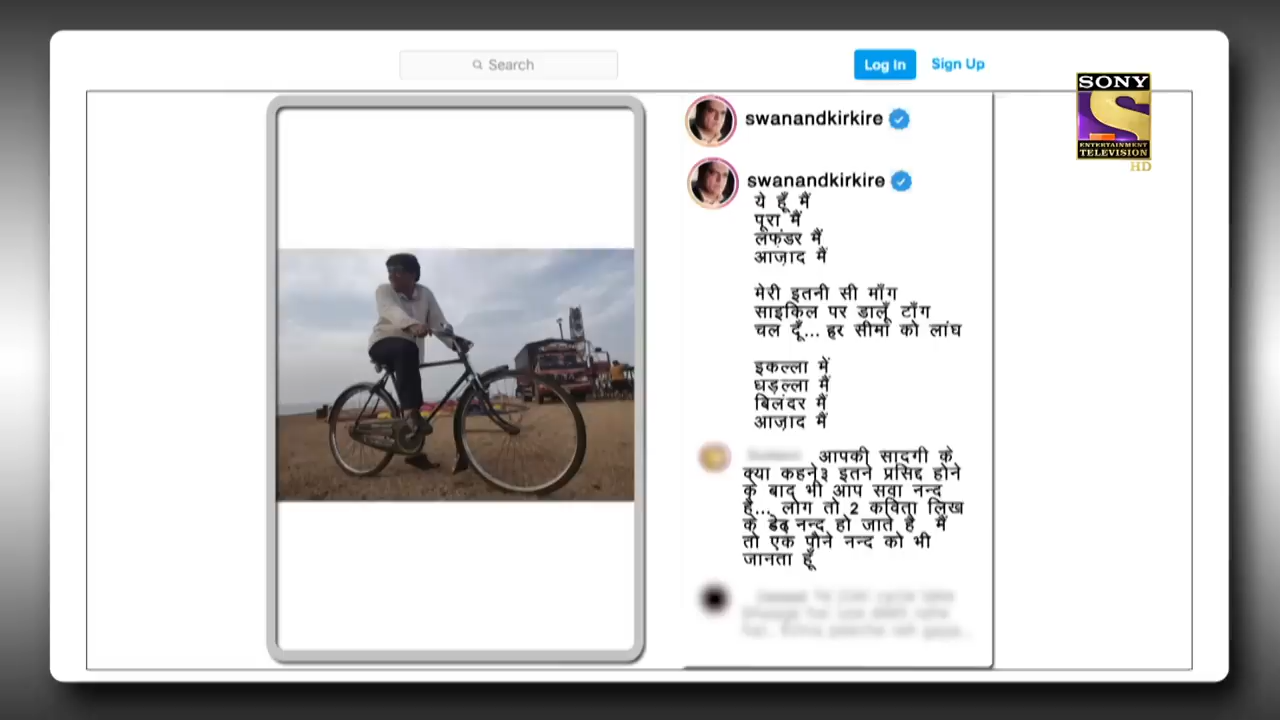 Search
Log In
Sign Up
SONY
ENTERTAINMENT
TELEVISION
HD
swanandkirkire
swanandkirkire
ये हूँ मैं
पूरा मैं
लफ़ंडर मैं
आज़ाद मैं
मेरी इतनी सी माँग
साइकिल पर डालूँ टाँग
चल दूँ... हर सीमा को लांघ
इकल्ला में
धड़ल्ला मैं
बिलंदर मैं
आज़ाद मैं
आपकी सादगी के
क्या कहने३ इतने प्रसिद्द होने
के बाद भी आप सवा नन्द
है... लोग तो 2 कविता लिख
के डेढ़ नन्द हो जाते है मैं
तो एक पौने नन्द को भी
जानता हूँ